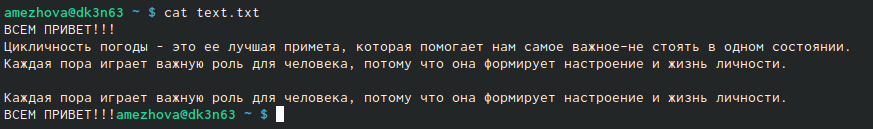 amezhova@dk3n63 ~ $ cat text.txt
ВСЕМ ПРИВЕТ!!!
Цикличность погоды - это ее лучшая примета, которая помогает нам самое важное-не стоять в одном состоянии.
Каждая пора играет важную роль для человека, потому что она формирует настроение и жизнь личности.

Каждая пора играет важную роль для человека, потому что она формирует настроение и жизнь личности.
ВСЕМ ПРИВЕТ!!!amezhova@dk3n63 ~ $